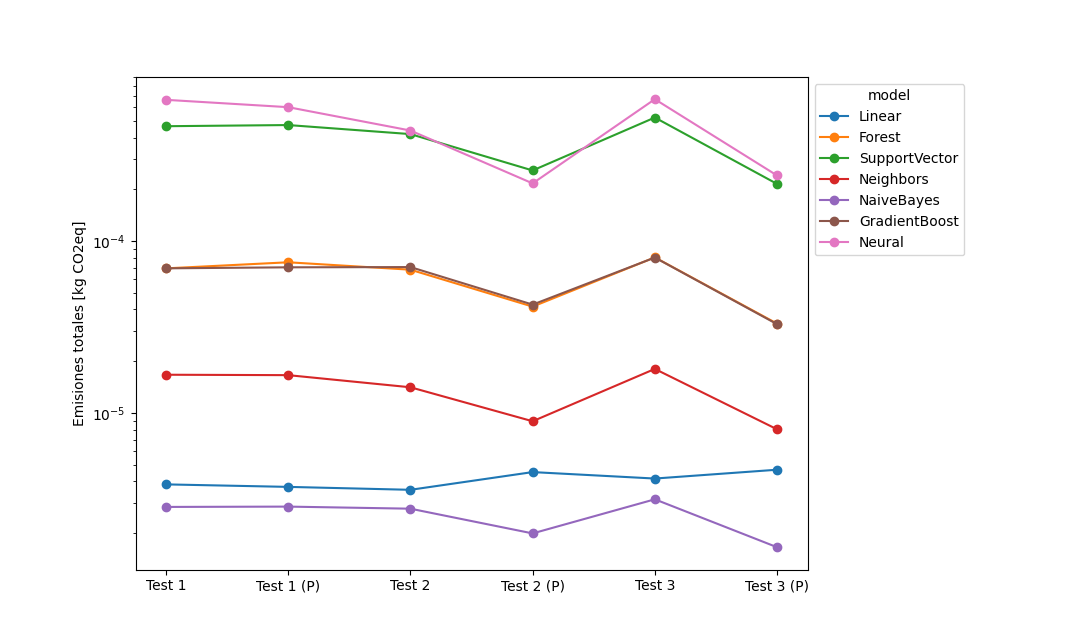 Emisiones totales [kg CO2eq]
10⁻⁴
10⁻⁵
Test 1 Test 1 (P) Test 2 Test 2 (P) Test 3 Test 3 (P)
model
Linear
Forest
SupportVector
Neighbors
NaiveBayes
GradientBoost
Neural